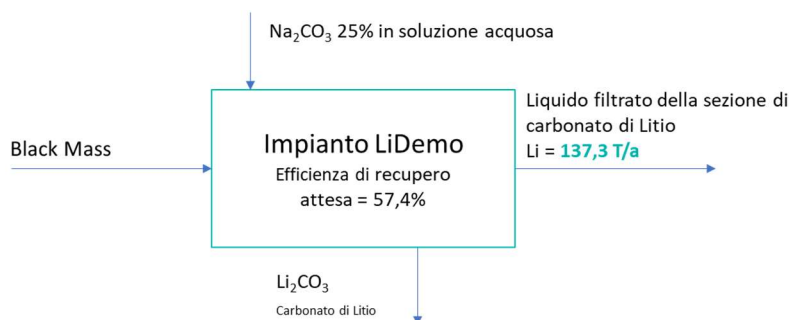 Na₂CO₃ 25% in soluzione acquosa
Liquido filtrato della sezione di
carbonato di Litio
Li = 137,3 T/a
Black Mass
Impianto LiDemo
Efficienza di recupero
attesa = 57,4%
Li₂CO₃
Carbonato di Litio